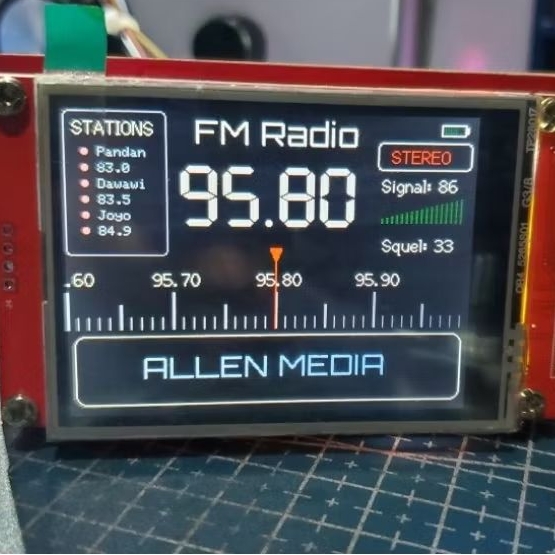 STATIONS
Pandan
83.0
Dawawi
83.5
Joyo
84.9
FM Radio
95.80
STEREO
Signal: 86
Squel: 33
.60 95.70 95.80 95.90
ALLEN MEDIA